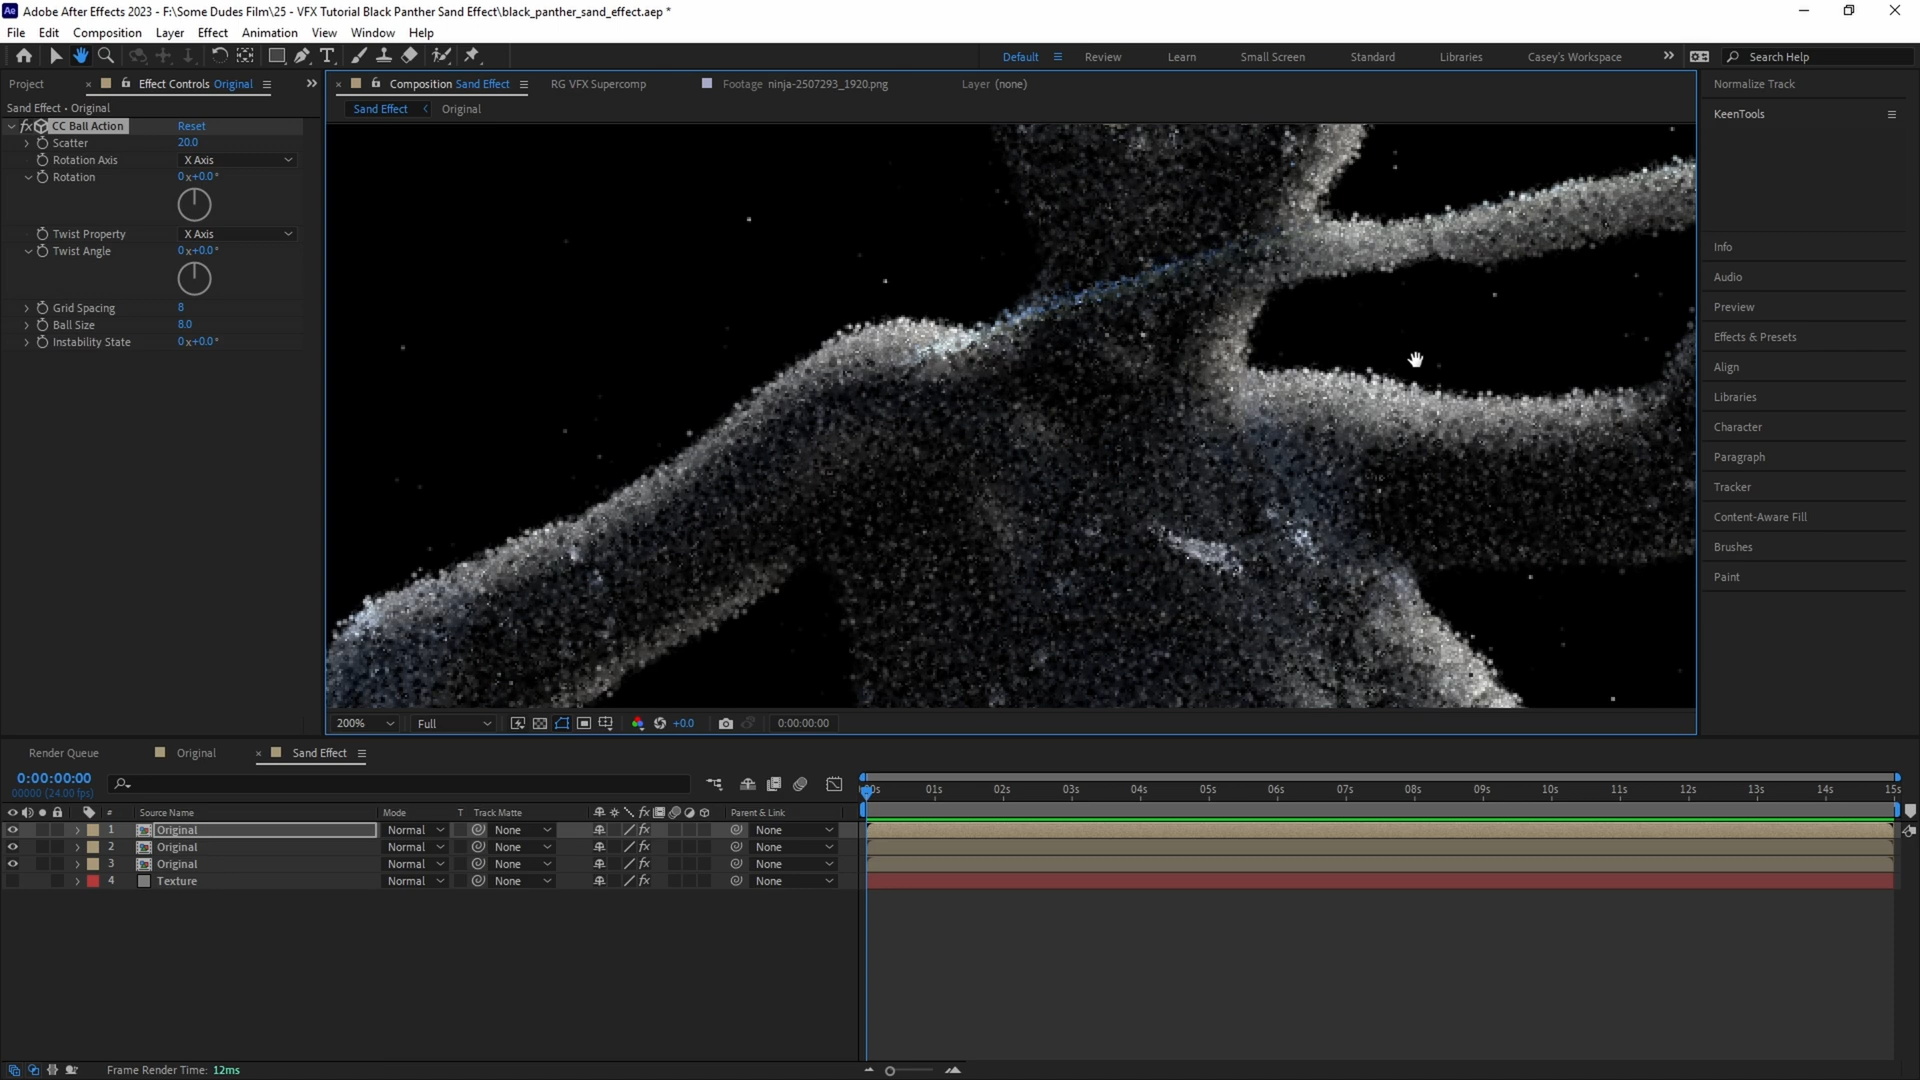 Adobe After Effects 2023 - F:\Some Dudes Film\25 - VFX Tutorial Black Panther Sand Effect\black_panther_sand_effect.aep *
File Edit Composition Layer Effect Animation View Window Help
Default Review Learn Small Screen Standard Libraries Casey's Workspace Search Help
Project Effect Controls Original
Composition Sand Effect RG VFX Supercomp Footage ninja-2507293_1920.png Layer (none)
Normalize Track
Sand Effect • Original
Sand Effect Original
KeenTools
fx CC Ball Action Reset
Scatter 20.0
Rotation Axis X Axis
Rotation 0x+0.0°
Twist Property X Axis
Twist Angle 0x+0.0°
Grid Spacing 8
Ball Size 8.0
Instability State 0x+0.0°
Info
Audio
Preview
Effects & Presets
Align
Libraries
Character
Paragraph
Tracker
Content-Aware Fill
Brushes
Paint
200% Full +0.0 0:00:00:00
Render Queue Original Sand Effect
0:00:00:00
00000 (24.00 fps)
:00s 01s 02s 03s 04s 05s 06s 07s 08s 09s 10s 11s 12s 13s 14s 15s
# Source Name Mode T Track Matte fx Parent & Link
1 Original Normal None fx None
2 Original Normal None fx None
3 Original Normal None fx None
4 Texture Normal None fx None
Frame Render Time: 12ms